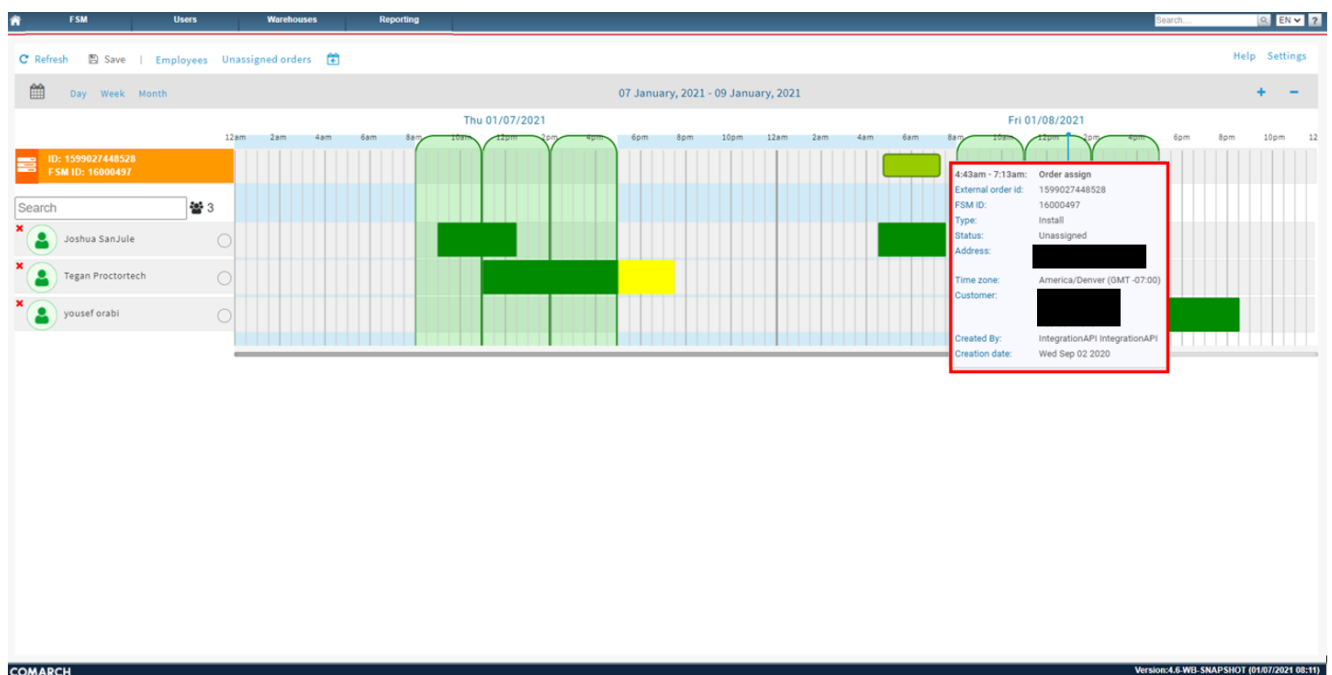 FSM Users Warehouses Reporting Search... EN ?
Refresh Save | Employees Unassigned orders Help Settings
Day Week Month 07 January, 2021 - 09 January, 2021 + −
Thu 01/07/2021 Fri 01/08/2021
12am 2am 4am 6am 8am 10am 12pm 2pm 4pm 6pm 8pm 10pm 12am 2am 4am 6am 8am 10am 12pm 2pm 4pm 6pm 8pm 10pm 12
ID: 1599027448528
FSM ID: 16000497
Search 3
Joshua SanJule
Tegan Proctortech
yousef orabi
4:43am - 7:13am: Order assign
External order id: 1599027448528
FSM ID: 16000497
Type: Install
Status: Unassigned
Address:
Time zone: America/Denver (GMT -07:00)
Customer:
Created By: IntegrationAPI IntegrationAPI
Creation date: Wed Sep 02 2020
COMARCH Version:4.6-WB-SNAPSHOT (01/07/2021 08:11)